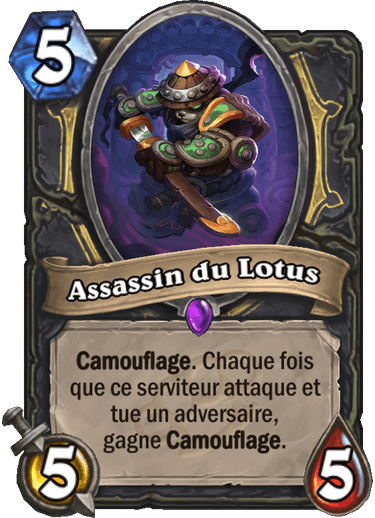 5
Assassin du Lotus
Camouflage. Chaque fois
que ce serviteur attaque et
tue un adversaire,
gagne Camouflage.
5
5